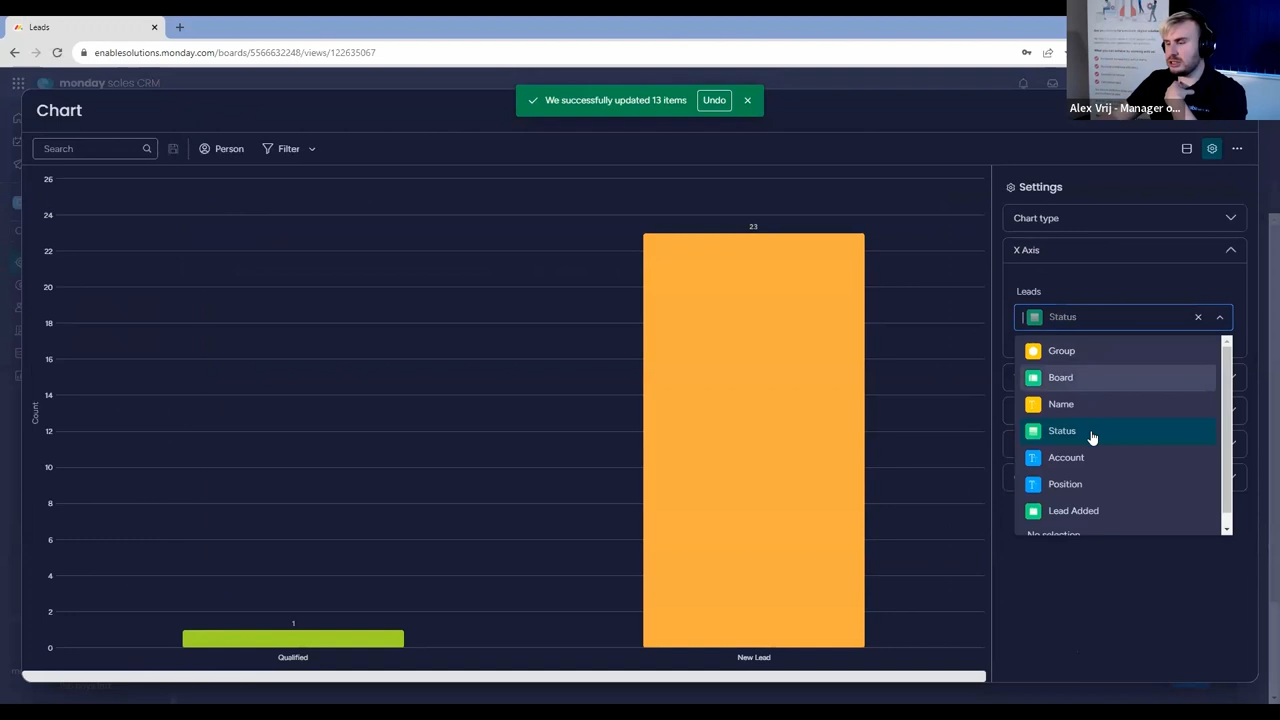 Leads
enablesolutions.monday.com/boards/5566632248/views/122635067
monday sales CRM
We successfully updated 13 items
Undo
Alex Vrij - Manager o...
Chart
Search
Person
Filter
Settings
Chart type
X Axis
Leads
Status
Group
Board
Name
Status
Account
Position
Lead Added
No selection
26
24
22
20
18
16
14
12
10
8
6
4
2
0
Count
23
1
Qualified
New Lead